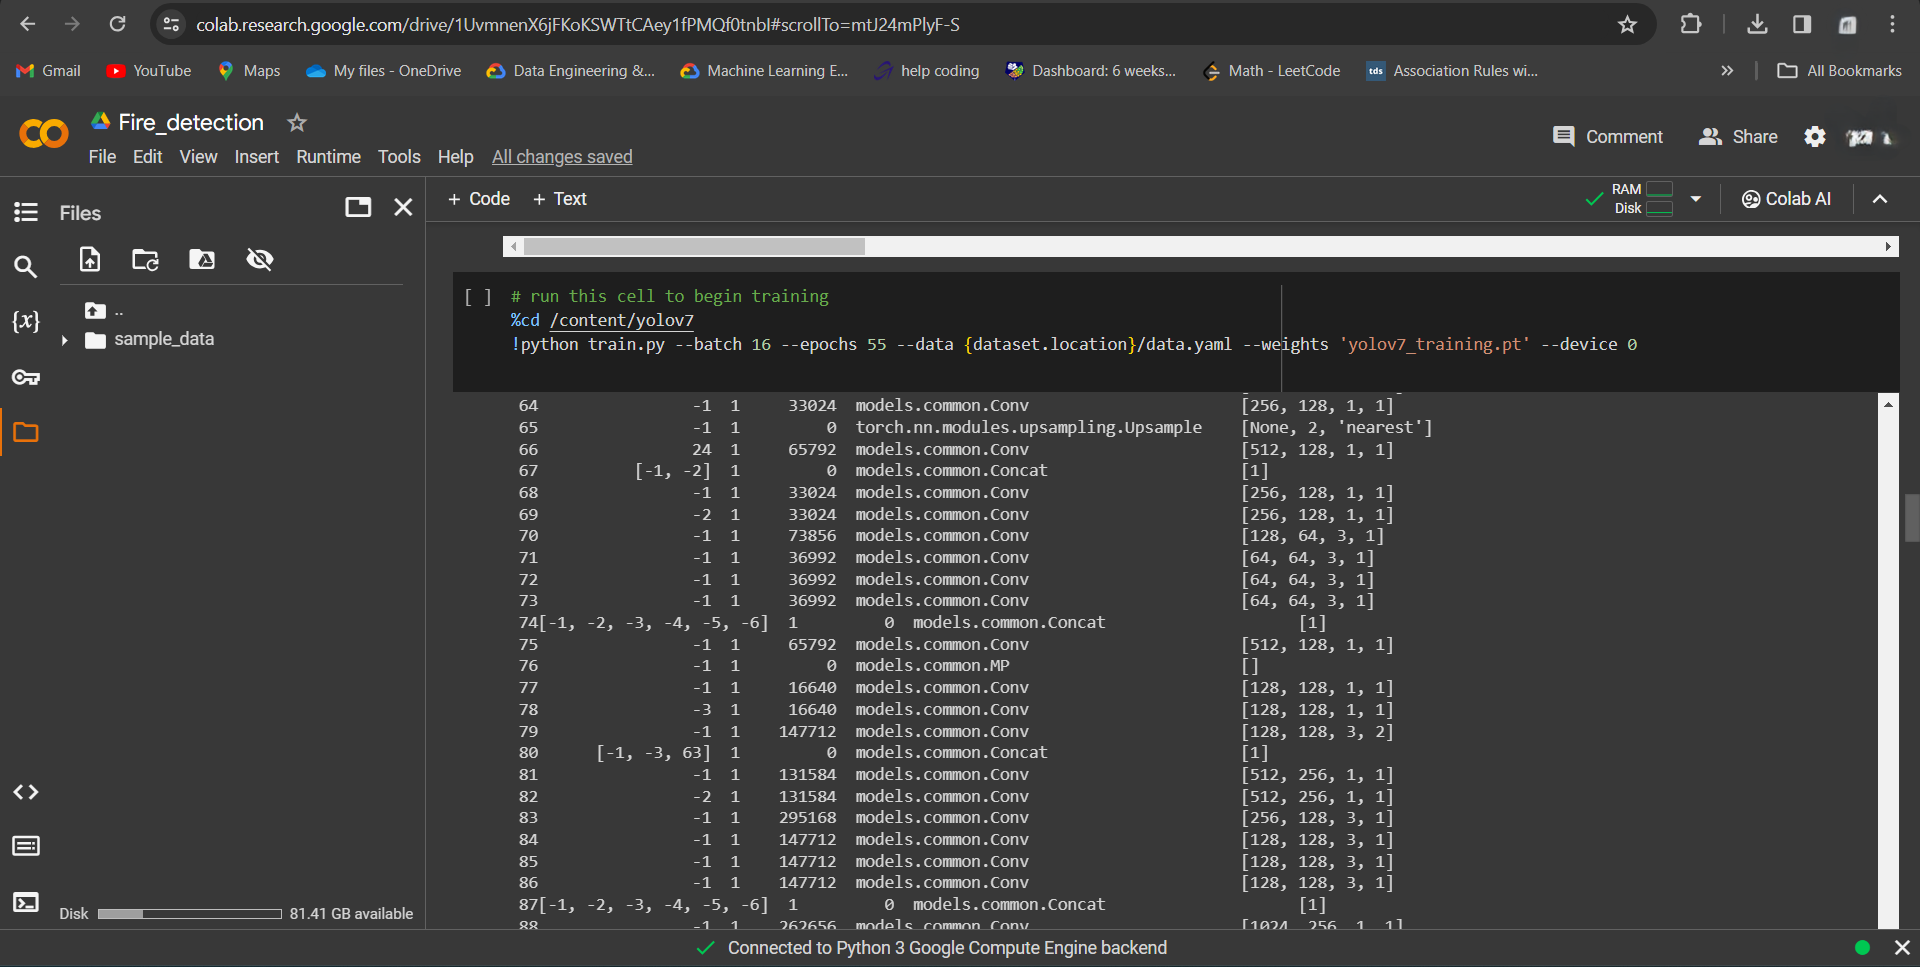 colab.research.google.com/drive/1UvmnenX6jFKoKSWTtCAey1fPMQf0tnbI#scrollTo=mtJ24mPlyF-S
Gmail YouTube Maps My files - OneDrive Data Engineering &... Machine Learning E... help coding Dashboard: 6 weeks... Math - LeetCode tds Association Rules wi... » All Bookmarks
CO Fire_detection
Comment Share
File Edit View Insert Runtime Tools Help All changes saved
Files
+ Code + Text
RAM
Disk
Colab AI
..
sample_data
{x}
[ ] # run this cell to begin training
%cd /content/yolov7
!python train.py --batch 16 --epochs 55 --data {dataset.location}/data.yaml --weights 'yolov7_training.pt' --device 0
64 -1 1 33024 models.common.Conv [256, 128, 1, 1]
65 -1 1 0 torch.nn.modules.upsampling.Upsample [None, 2, 'nearest']
66 24 1 65792 models.common.Conv [512, 128, 1, 1]
67 [-1, -2] 1 0 models.common.Concat [1]
68 -1 1 33024 models.common.Conv [256, 128, 1, 1]
69 -2 1 33024 models.common.Conv [256, 128, 1, 1]
70 -1 1 73856 models.common.Conv [128, 64, 3, 1]
71 -1 1 36992 models.common.Conv [64, 64, 3, 1]
72 -1 1 36992 models.common.Conv [64, 64, 3, 1]
73 -1 1 36992 models.common.Conv [64, 64, 3, 1]
74[-1, -2, -3, -4, -5, -6] 1 0 models.common.Concat [1]
75 -1 1 65792 models.common.Conv [512, 128, 1, 1]
76 -1 1 0 models.common.MP []
77 -1 1 16640 models.common.Conv [128, 128, 1, 1]
78 -3 1 16640 models.common.Conv [128, 128, 1, 1]
79 -1 1 147712 models.common.Conv [128, 128, 3, 2]
80 [-1, -3, 63] 1 0 models.common.Concat [1]
81 -1 1 131584 models.common.Conv [512, 256, 1, 1]
82 -2 1 131584 models.common.Conv [512, 256, 1, 1]
83 -1 1 295168 models.common.Conv [256, 128, 3, 1]
84 -1 1 147712 models.common.Conv [128, 128, 3, 1]
85 -1 1 147712 models.common.Conv [128, 128, 3, 1]
86 -1 1 147712 models.common.Conv [128, 128, 3, 1]
87[-1, -2, -3, -4, -5, -6] 1 0 models.common.Concat [1]
88 -1 1 262656 models.common.Conv [1024, 256, 1, 1]
Disk 81.41 GB available
Connected to Python 3 Google Compute Engine backend